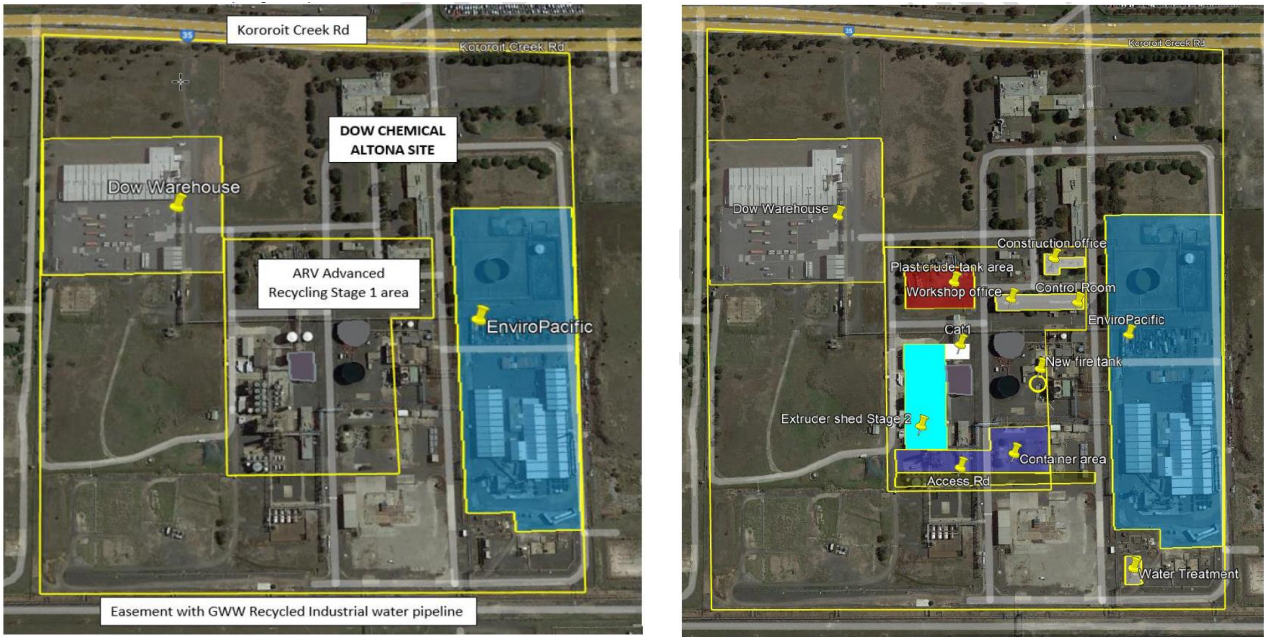 Kororoit Creek Rd
35
Kororoit Creek Rd
DOW CHEMICAL
ALTONA SITE
Dow Warehouse
ARV Advanced
Recycling Stage 1 area
EnviroPacific
Easement with GWW Recycled Industrial water pipeline
35
Kororoit Creek Rd
Dow Warehouse
Construction office
Plastic rude tank area
Workshop office
Control Room
EnviroPacific
Cat1
New fire tank
Extrucer shed Stage 2
Container area
Access Rd
Water Treatment